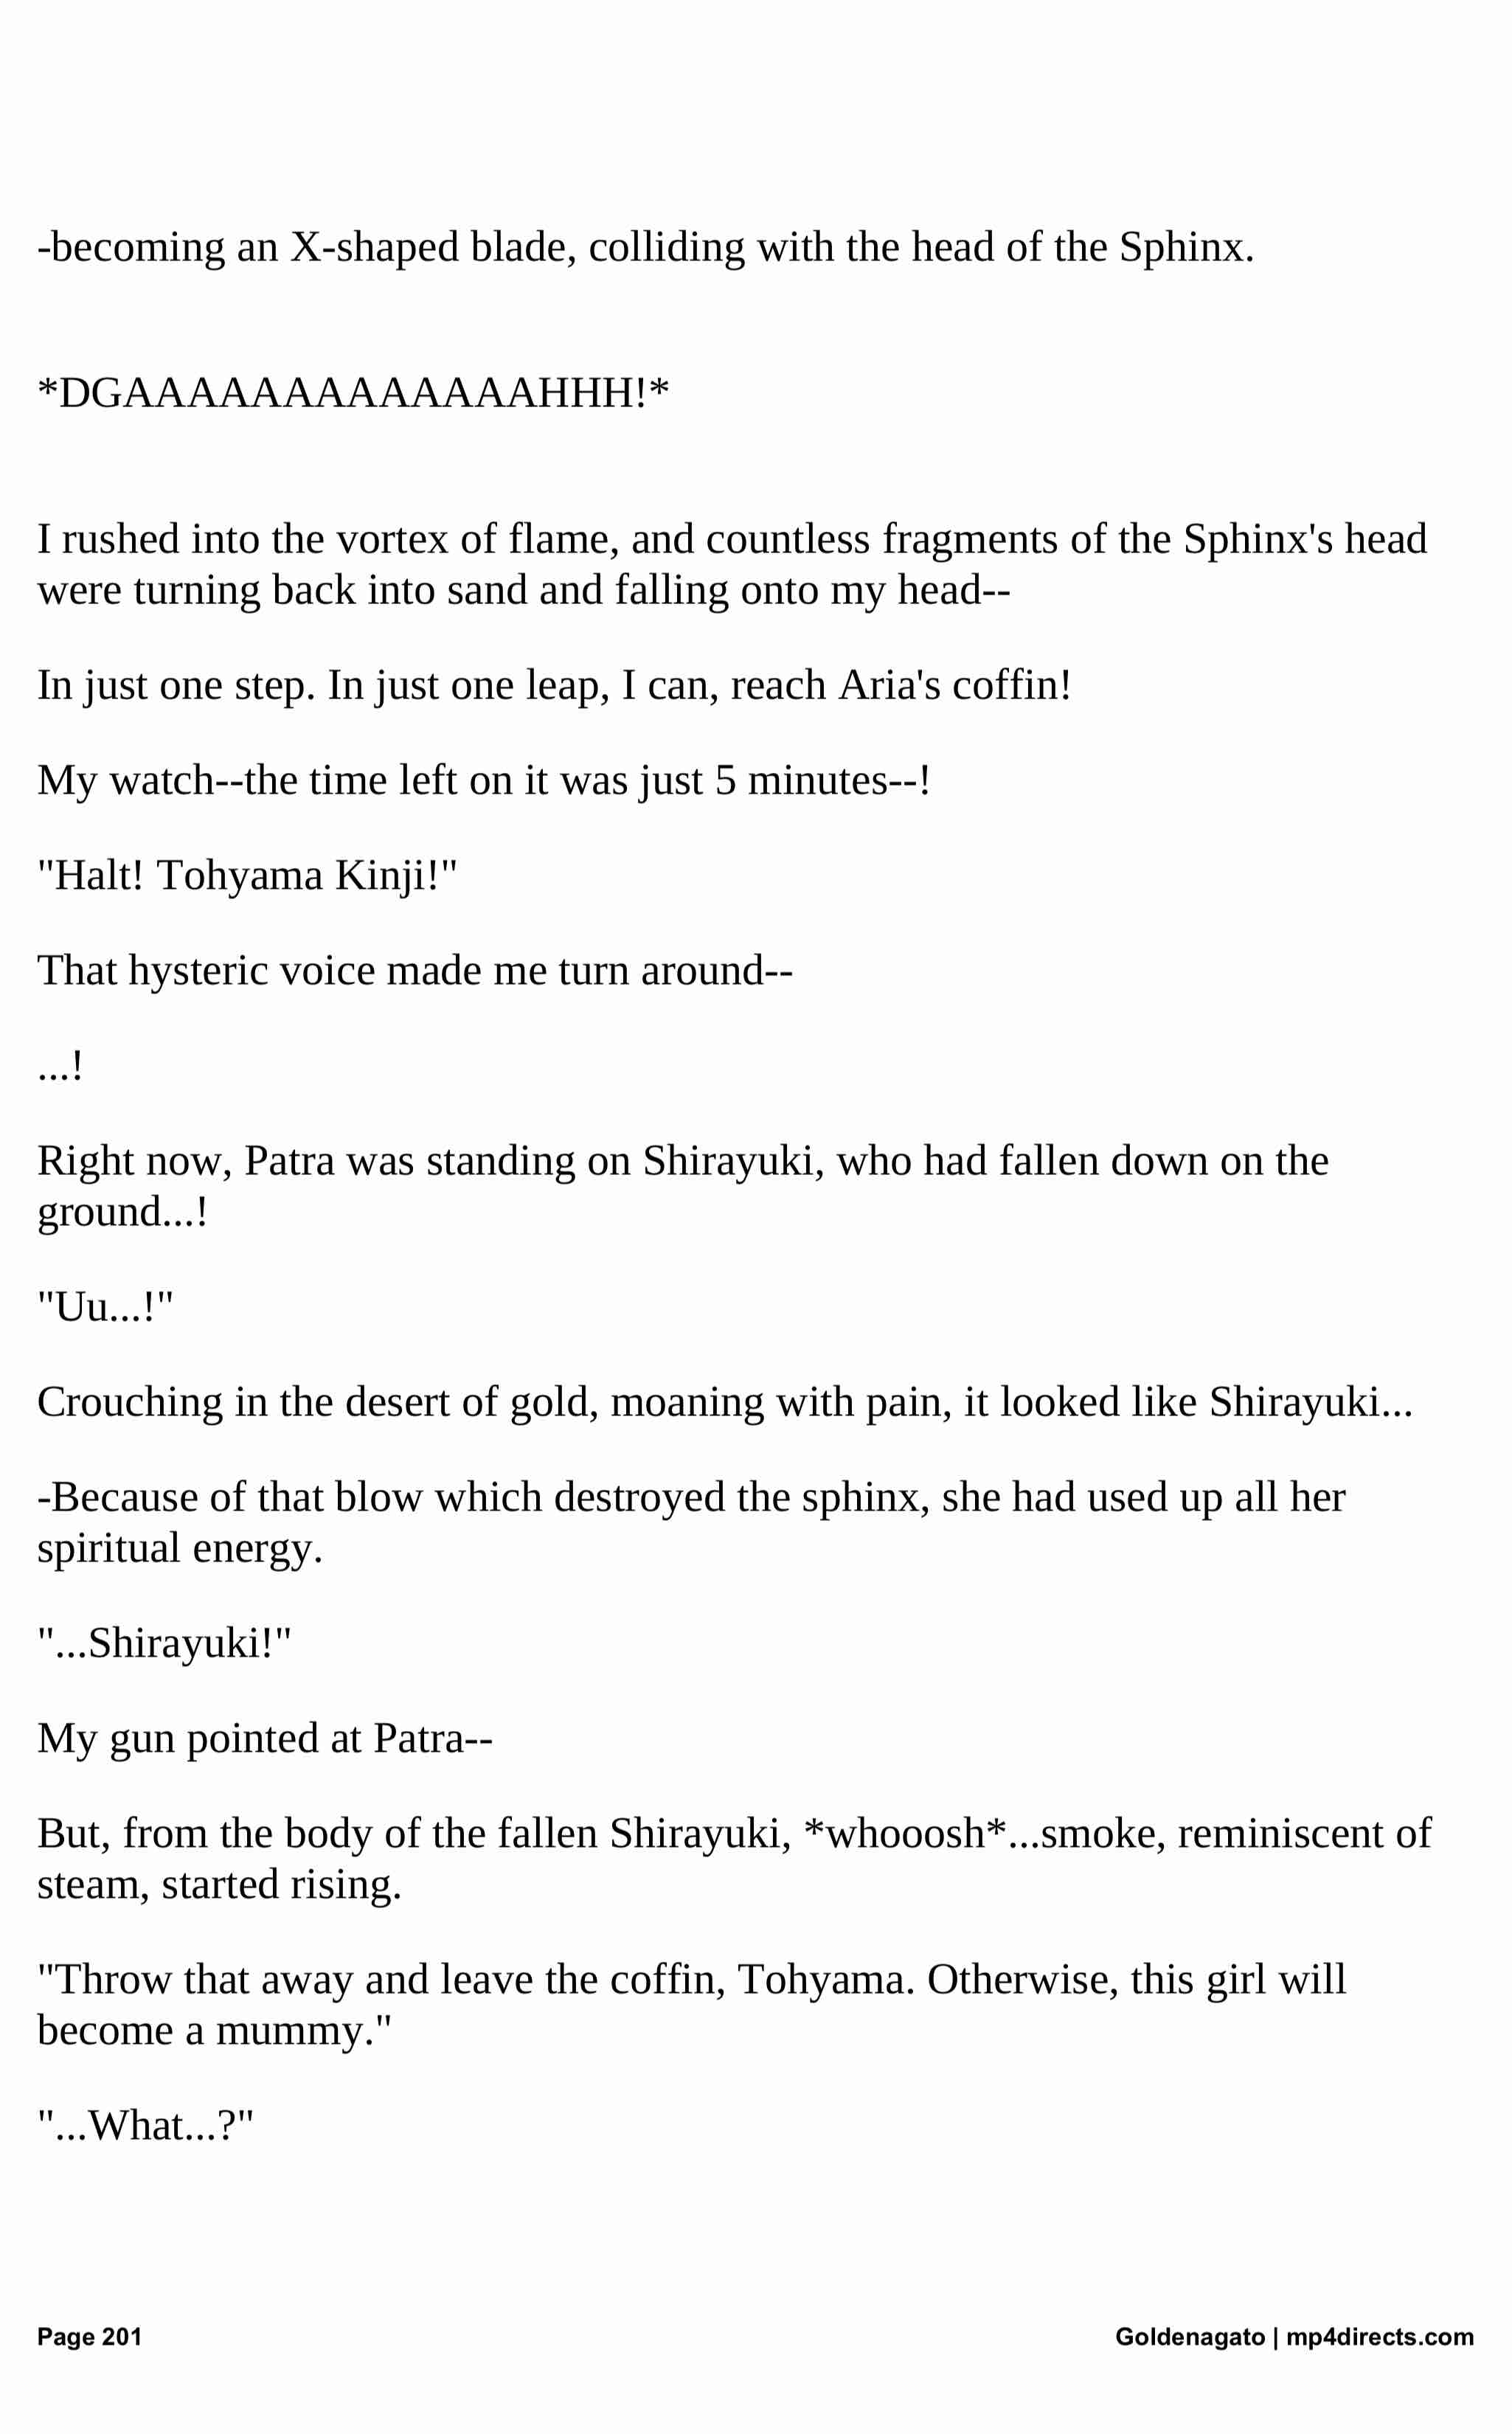 -becoming an X-shaped blade, colliding with the head of the Sphinx.
*DGAAAAAAAAAAAAAHHH!*
I rushed into the vortex of flame, and countless fragments of the Sphinx's head
were turning back into sand and falling onto my head--
In just one step. In just one leap, I can, reach Aria's coffin!
My watch--the time left on it was just 5 minutes--!
"Halt! Tohyama Kinji!"
That hysteric voice made me turn around--
...!
Right now, Patra was standing on Shirayuki, who had fallen down on the
ground...!
"Uu...!"
Crouching in the desert of gold, moaning with pain, it looked like Shirayuki...
-Because of that blow which destroyed the sphinx, she had used up all her
spiritual energy.
"...Shirayuki!"
My gun pointed at Patra--
But, from the body of the fallen Shirayuki, *whooosh*...smoke, reminiscent of
steam, started rising.
"Throw that away and leave the coffin, Tohyama. Otherwise, this girl will
become a mummy."
"...What...?"
Page 201
Goldenagato | mp4directs.com